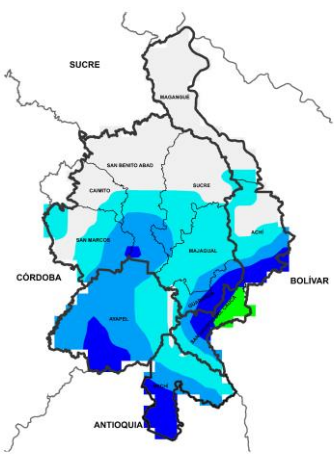 SUCRE
MAGANGUÉ
SAN BENITO ABAD
CAIMITO
SUCRE
ACHÍ
SAN MARCOS
MAJAGUAL
CÓRDOBA
BOLÍVAR
AYAPEL
ANTIOQUIA